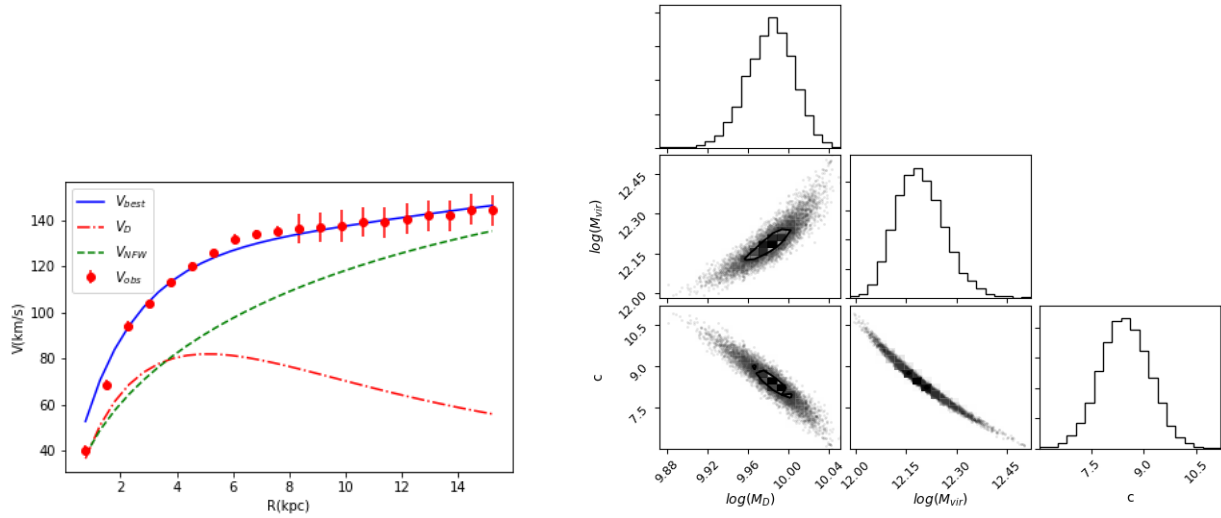 V_best
V_D
V_NFW
V_obs
140
120
100
80
60
40
V(km/s)
2 4 6 8 10 12 14
R(kpc)
12.45
12.30
12.15
12.00
log(M_vir)
10.5
9.0
7.5
c
9.88 9.92 9.96 10.00 10.04
log(M_D)
12.00 12.15 12.30 12.45
log(M_vir)
7.5 9.0 10.5
c